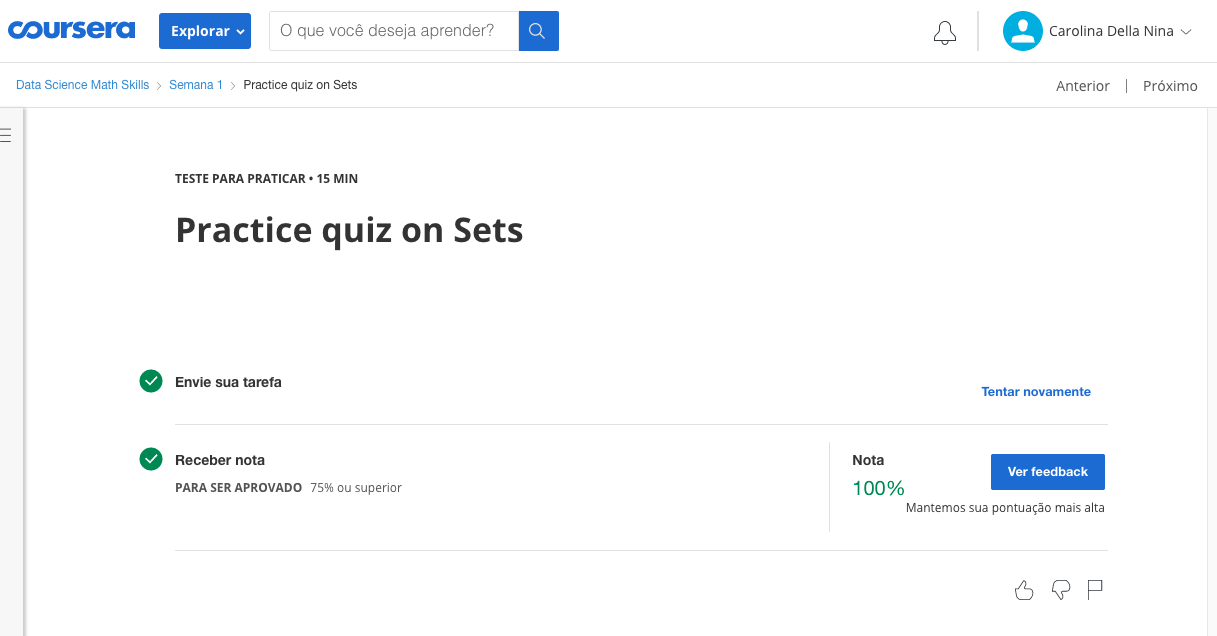 coursera
Explorar
O que você deseja aprender?
Carolina Della Nina
Data Science Math Skills > Semana 1 > Practice quiz on Sets
Anterior | Próximo
TESTE PARA PRATICAR • 15 MIN
Practice quiz on Sets
Envie sua tarefa
Tentar novamente
Receber nota
PARA SER APROVADO 75% ou superior
Nota
100%
Ver feedback
Mantemos sua pontuação mais alta